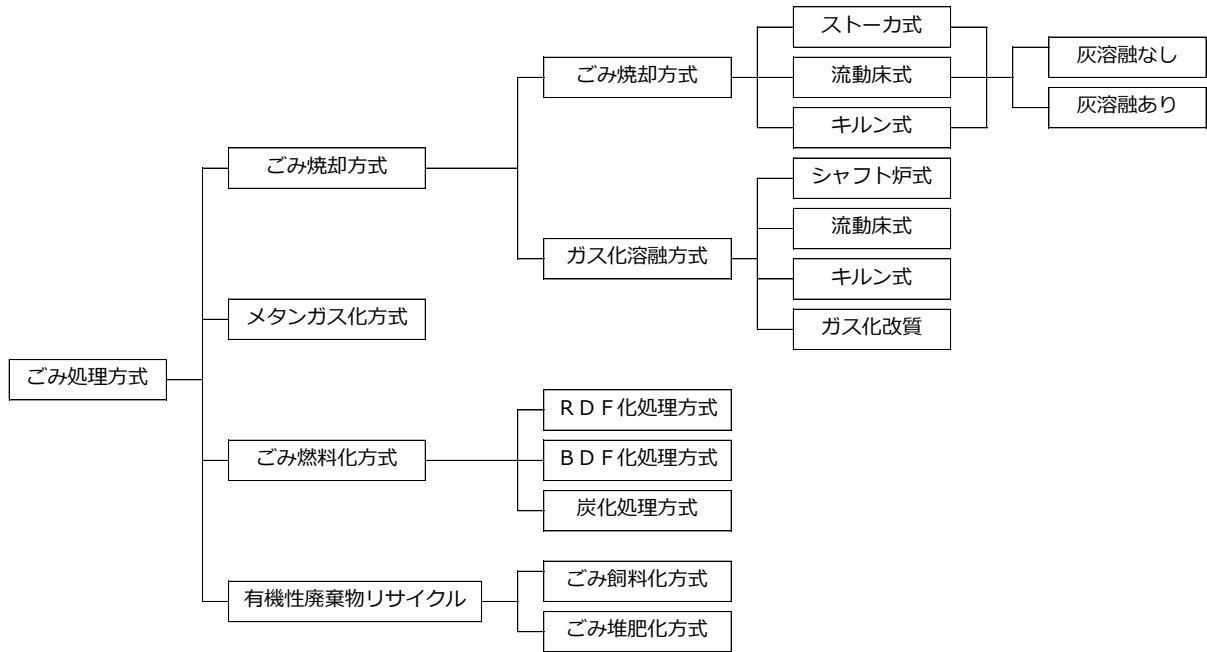 ごみ処理方式
ごみ焼却方式
ごみ焼却方式
ストーカ式
流動床式
キルン式
灰溶融なし
灰溶融あり
ガス化溶融方式
シャフト炉式
流動床式
キルン式
ガス化改質
メタンガス化方式
ごみ燃料化方式
ＲＤＦ化処理方式
ＢＤＦ化処理方式
炭化処理方式
有機性廃棄物リサイクル
ごみ飼料化方式
ごみ堆肥化方式